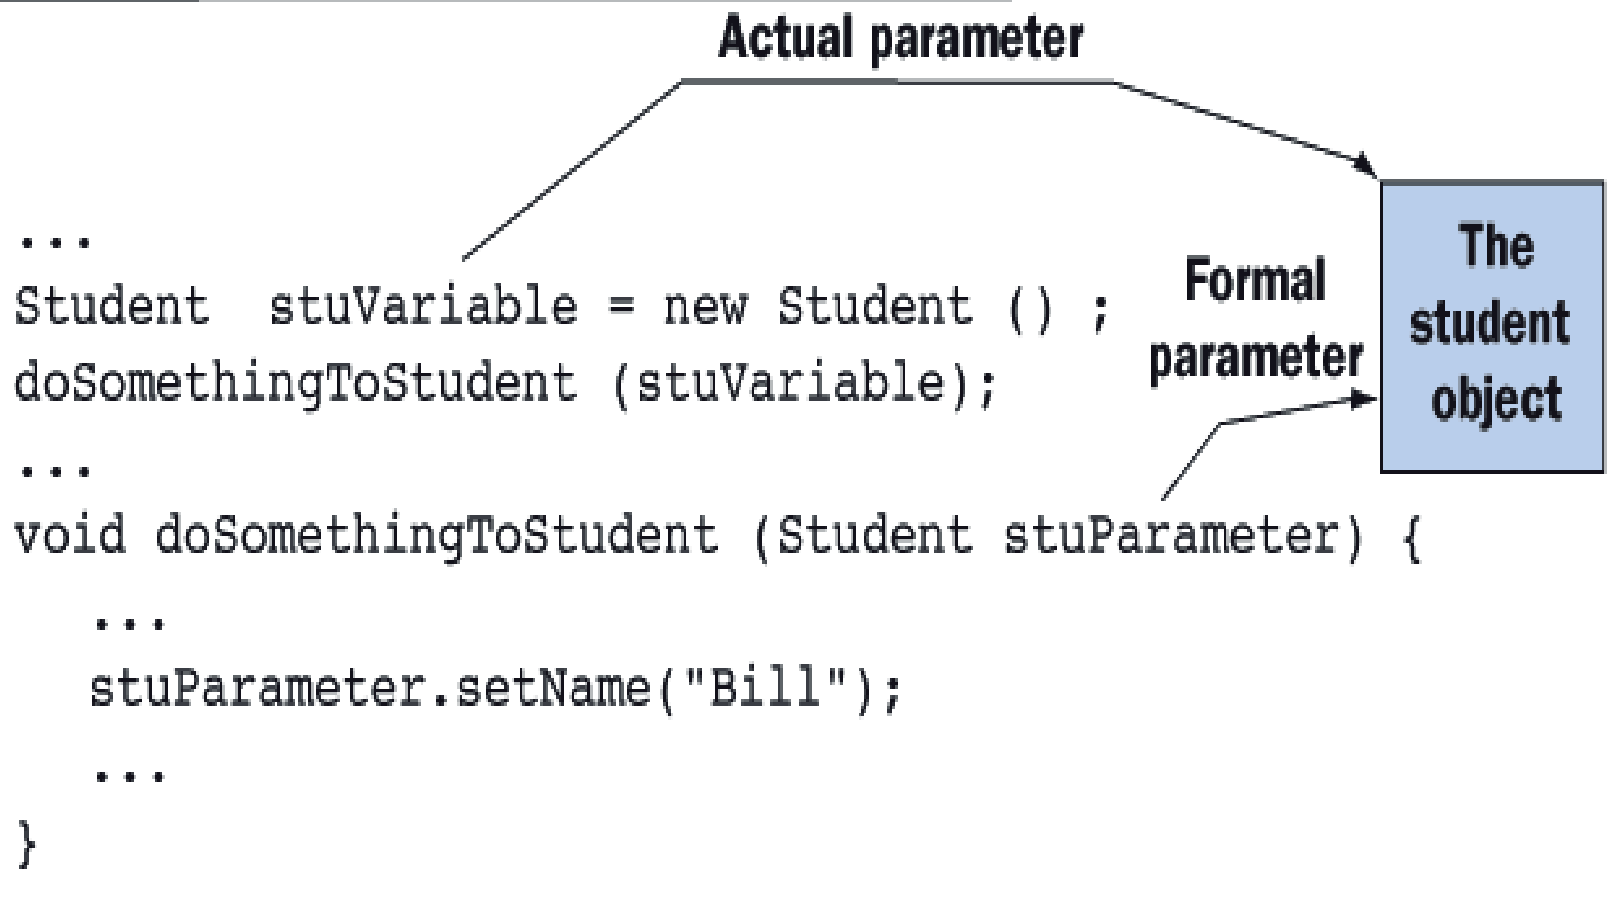 Actual parameter
...
Student stuVariable = new Student () ;
doSomethingToStudent (stuVariable);
...
void doSomethingToStudent (Student stuParameter) {
...
stuParameter.setName("Bill");
...
}
Formal
parameter
The
student
object